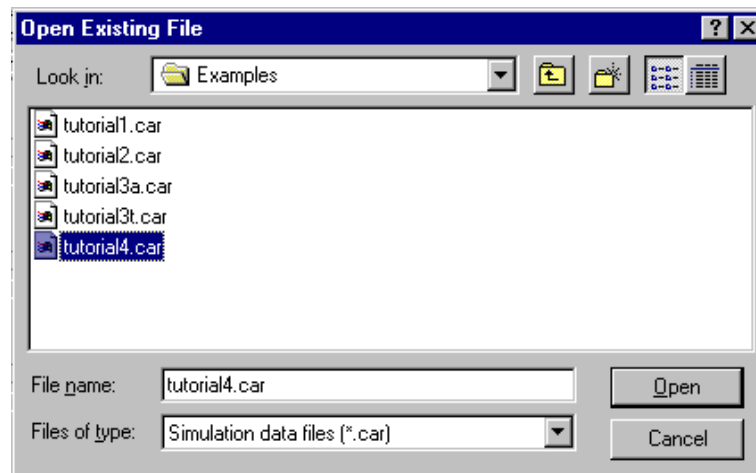 Open Existing File
Look in: Examples
tutorial1.car
tutorial2.car
tutorial3a.car
tutorial3t.car
tutorial4.car
File name: tutorial4.car Open
Files of type: Simulation data files (*.car) Cancel